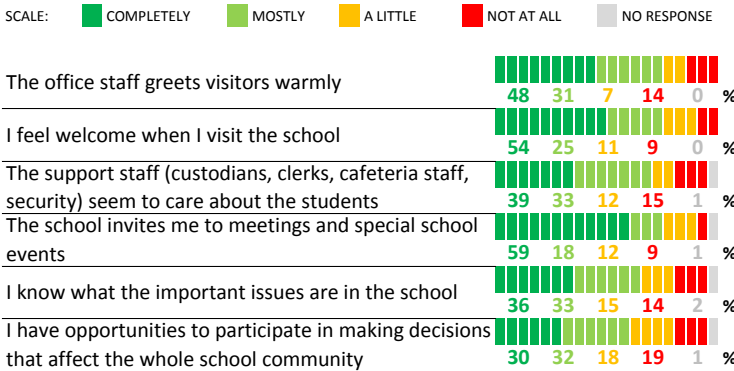 SCALE: COMPLETELY MOSTLY A LITTLE NOT AT ALL NO RESPONSE
The office staff greets visitors warmly
48 31 7 14 0 %
I feel welcome when I visit the school
54 25 11 9 0 %
The support staff (custodians, clerks, cafeteria staff,
security) seem to care about the students
39 33 12 15 1 %
The school invites me to meetings and special school
events
59 18 12 9 1 %
I know what the important issues are in the school
36 33 15 14 2 %
I have opportunities to participate in making decisions
that affect the whole school community
30 32 18 19 1 %